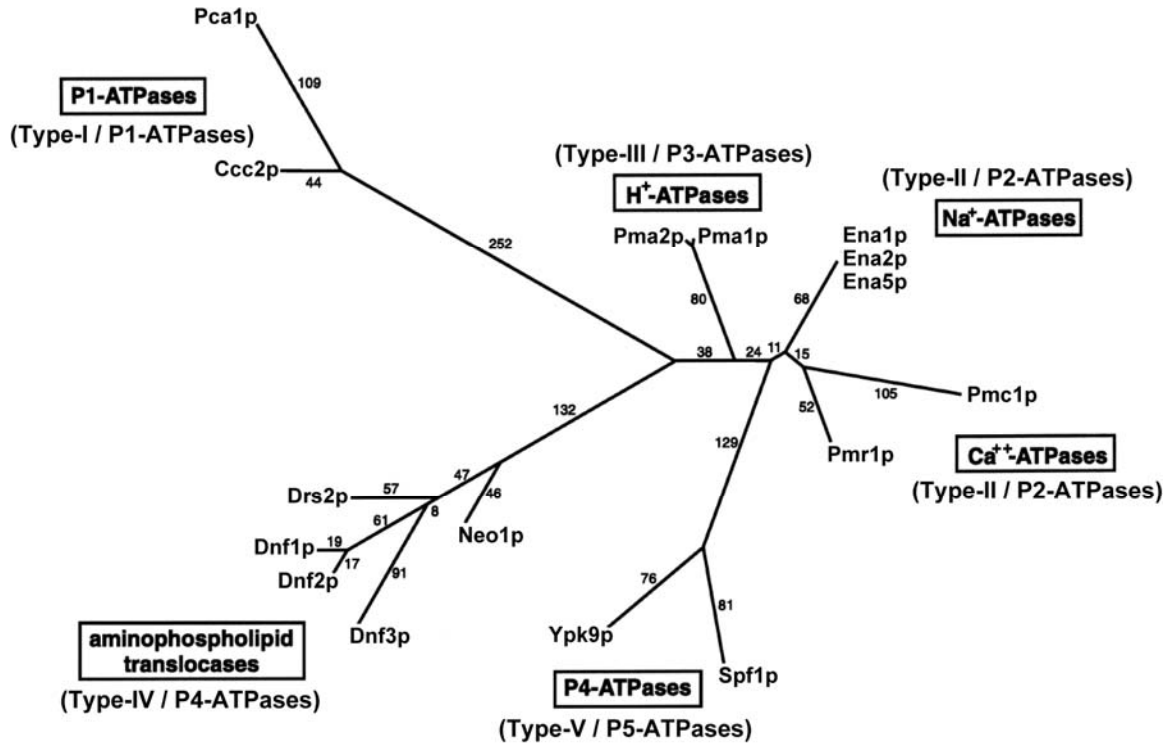 Pca1p
109
P1-ATPases
(Type-I / P1-ATPases)
Ccc2p
44
252
(Type-III / P3-ATPases)
H+-ATPases
Pma2p Pma1p
80
(Type-II / P2-ATPases)
Na+-ATPases
Ena1p
Ena2p
Ena5p
68
38
24
11
15
105
Pmc1p
52
Pmr1p
Ca++-ATPases
(Type-II / P2-ATPases)
132
129
47
46
Neo1p
Drs2p
57
8
61
Dnf1p
19
17
Dnf2p
91
Dnf3p
aminophospholipid
translocases
(Type-IV / P4-ATPases)
76
81
Ypk9p
Spf1p
P4-ATPases
(Type-V / P5-ATPases)